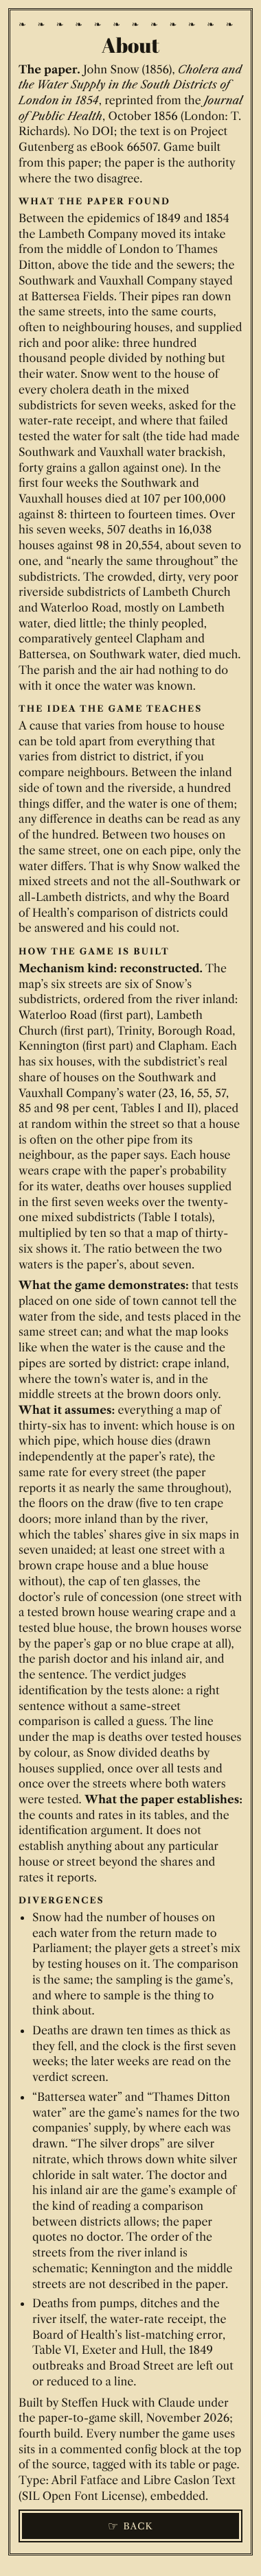 About
The paper. John Snow (1856), Cholera and
the Water Supply in the South Districts of
London in 1854, reprinted from the Journal
of Public Health, October 1856 (London: T.
Richards). No DOI; the text is on Project
Gutenberg as eBook 66507. Game built
from this paper; the paper is the authority
where the two disagree.
WHAT THE PAPER FOUND
Between the epidemics of 1849 and 1854
the Lambeth Company moved its intake
from the middle of London to Thames
Ditton, above the tide and the sewers; the
Southwark and Vauxhall Company stayed
at Battersea Fields. Their pipes ran down
the same streets, into the same courts,
often to neighbouring houses, and supplied
rich and poor alike: three hundred
thousand people divided by nothing but
their water. Snow went to the house of
every cholera death in the mixed
subdistricts for seven weeks, asked for the
water-rate receipt, and where that failed
tested the water for salt (the tide had made
Southwark and Vauxhall water brackish,
forty grains a gallon against one). In the
first four weeks the Southwark and
Vauxhall houses died at 107 per 100,000
against 8: thirteen to fourteen times. Over
his seven weeks, 507 deaths in 16,038
houses against 98 in 20,554, about seven to
one, and “nearly the same throughout” the
subdistricts. The crowded, dirty, very poor
riverside subdistricts of Lambeth Church
and Waterloo Road, mostly on Lambeth
water, died little; the thinly peopled,
comparatively genteel Clapham and
Battersea, on Southwark water, died much.
The parish and the air had nothing to do
with it once the water was known.
THE IDEA THE GAME TEACHES
A cause that varies from house to house
can be told apart from everything that
varies from district to district, if you
compare neighbours. Between the inland
side of town and the riverside, a hundred
things differ, and the water is one of them;
any difference in deaths can be read as any
of the hundred. Between two houses on
the same street, one on each pipe, only the
water differs. That is why Snow walked the
mixed streets and not the all-Southwark or
all-Lambeth districts, and why the Board
of Health’s comparison of districts could
be answered and his could not.
HOW THE GAME IS BUILT
Mechanism kind: reconstructed. The
map’s six streets are six of Snow’s
subdistricts, ordered from the river inland:
Waterloo Road (first part), Lambeth
Church (first part), Trinity, Borough Road,
Kennington (first part) and Clapham. Each
has six houses, with the subdistrict’s real
share of houses on the Southwark and
Vauxhall Company’s water (23, 16, 55, 57,
85 and 98 per cent, Tables I and II), placed
at random within the street so that a house
is often on the other pipe from its
neighbour, as the paper says. Each house
wears crape with the paper’s probability
for its water, deaths over houses supplied
in the first seven weeks over the twenty-
one mixed subdistricts (Table I totals),
multiplied by ten so that a map of thirty-
six shows it. The ratio between the two
waters is the paper’s, about seven.
What the game demonstrates: that tests
placed on one side of town cannot tell the
water from the side, and tests placed in the
same street can; and what the map looks
like when the water is the cause and the
pipes are sorted by district: crape inland,
where the town’s water is, and in the
middle streets at the brown doors only.
What it assumes: everything a map of
thirty-six has to invent: which house is on
which pipe, which house dies (drawn
independently at the paper’s rate), the
same rate for every street (the paper
reports it as nearly the same throughout),
the floors on the draw (five to ten crape
doors; more inland than by the river,
which the tables’ shares give in six maps in
seven unaided; at least one street with a
brown crape house and a blue house
without), the cap of ten glasses, the
doctor’s rule of concession (one street with
a tested brown house wearing crape and a
tested blue house, the brown houses worse
by the paper’s gap or no blue crape at all),
the parish doctor and his inland air, and
the sentence. The verdict judges
identification by the tests alone: a right
sentence without a same-street
comparison is called a guess. The line
under the map is deaths over tested houses
by colour, as Snow divided deaths by
houses supplied, once over all tests and
once over the streets where both waters
were tested. What the paper establishes:
the counts and rates in its tables, and the
identification argument. It does not
establish anything about any particular
house or street beyond the shares and
rates it reports.
DIVERGENCES
• Snow had the number of houses on
each water from the return made to
Parliament; the player gets a street’s mix
by testing houses on it. The comparison
is the same; the sampling is the game’s,
and where to sample is the thing to
think about.
• Deaths are drawn ten times as thick as
they fell, and the clock is the first seven
weeks; the later weeks are read on the
verdict screen.
• “Battersea water” and “Thames Ditton
water” are the game’s names for the two
companies’ supply, by where each was
drawn. “The silver drops” are silver
nitrate, which throws down white silver
chloride in salt water. The doctor and
his inland air are the game’s example of
the kind of reading a comparison
between districts allows; the paper
quotes no doctor. The order of the
streets from the river inland is
schematic; Kennington and the middle
streets are not described in the paper.
• Deaths from pumps, ditches and the
river itself, the water-rate receipt, the
Board of Health’s list-matching error,
Table VI, Exeter and Hull, the 1849
outbreaks and Broad Street are left out
or reduced to a line.
Built by Steffen Huck with Claude under
the paper-to-game skill, November 2026;
fourth build. Every number the game uses
sits in a commented config block at the top
of the source, tagged with its table or page.
Type: Abril Fatface and Libre Caslon Text
(SIL Open Font License), embedded.
☞ BACK